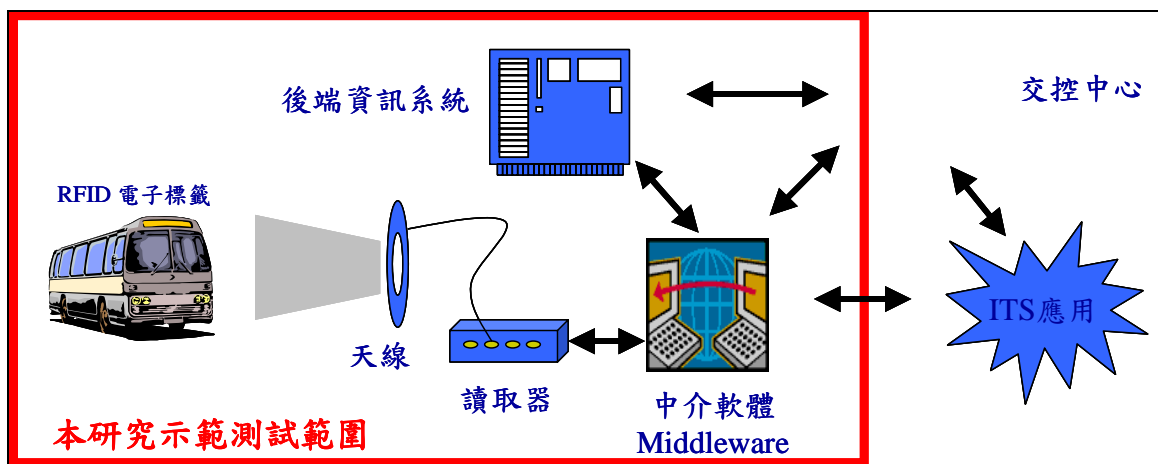 後端資訊系統
交控中心
RFID 電子標籤
ITS應用
天線
讀取器
中介軟體
Middleware
本研究示範測試範圍